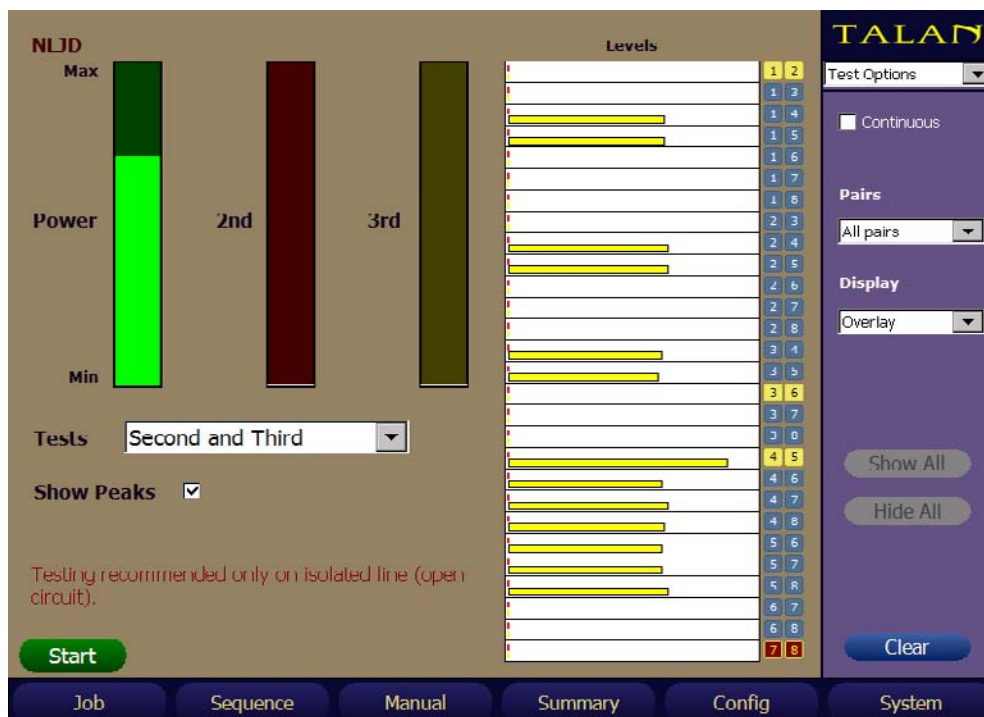 NLJD
Levels
TALAN
Max
Test Options
Continuous
Pairs
Power
2nd
3rd
All pairs
Display
Overlay
Min
Tests
Second and Third
Show All
Show Peaks
Hide All
Testing recommended only on isolated line (open
circuit).
Start
Clear
1 2
1 3
1 4
1 5
1 6
1 7
1 8
2 3
2 4
2 5
2 6
2 7
2 8
3 4
3 5
3 6
3 7
3 8
4 5
4 6
4 7
4 8
5 6
5 7
5 8
6 7
6 8
7 8
Job
Sequence
Manual
Summary
Config
System